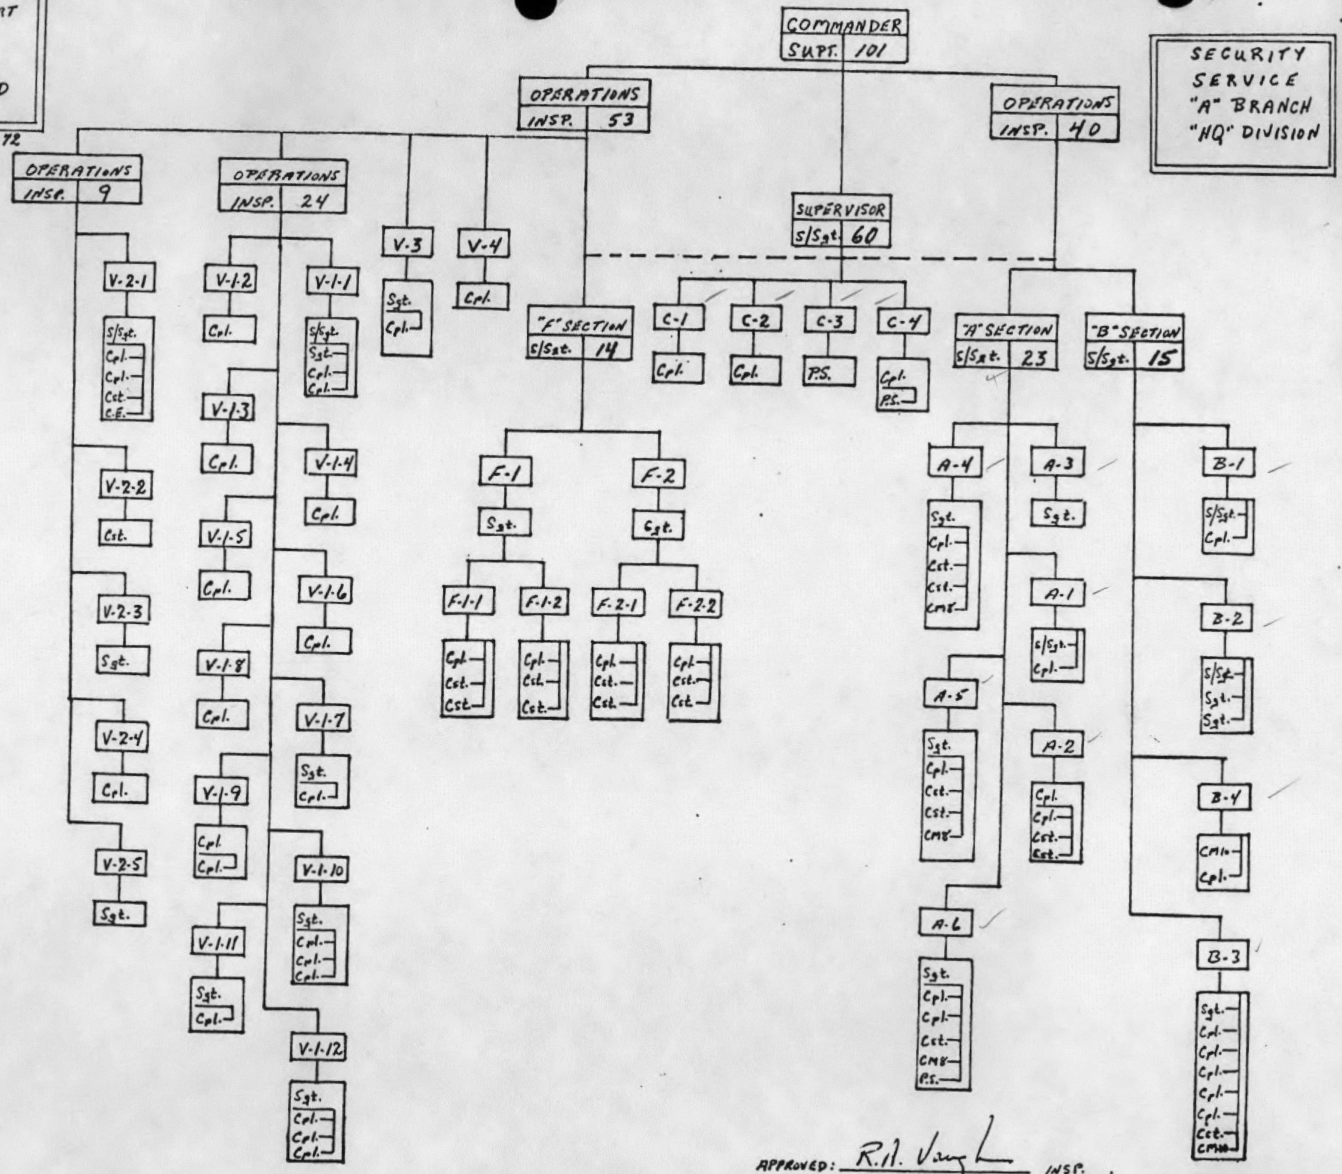 RT
D
72
COMMANDER
SUPT. 101
SECURITY
SERVICE
"A" BRANCH
"HQ" DIVISION
OPERATIONS
INSP. 53
OPERATIONS
INSP. 40
OPERATIONS
INSP. 9
OPERATIONS
INSP. 24
SUPERVISOR
S/Sgt. 60
V-3
Sgt.
Cpl.
V-4
Cpl.
V-2-1
S/Sgt.
Cpl.
Cpl.
Cst.
C.E.
V-2-2
Cst.
V-2-3
Sgt.
V-2-4
Cpl.
V-2-5
Sgt.
V-1-2
Cpl.
V-1-1
S/Sgt.
Sgt.
Cpl.
Cpl.
V-1-3
Cpl.
V-1-4
Cpl.
V-1-5
Cpl.
V-1-6
Cpl.
V-1-8
Cpl.
V-1-7
Sgt.
Cpl.
V-1-9
Cpl.
Cpl.
V-1-10
Sgt.
Cpl.
Cpl.
Cpl.
V-1-11
Sgt.
Cpl.
V-1-12
Sgt.
Cpl.
Cpl.
Cpl.
"F" SECTION
S/Sgt. 14
F-1
Sgt.
F-2
Sgt.
F-1-1
Cpl.
Cst.
Cst.
F-1-2
Cpl.
Cst.
Cst.
F-2-1
Cpl.
Cst.
Cst.
F-2-2
Cpl.
Cst.
Cst.
C-1
Cpl.
C-2
Cpl.
C-3
P.S.
C-4
Cpl.
P.S.
"A" SECTION
S/Sgt. 23
A-4
Sgt.
Cpl.
Cst.
Cst.
CM8
A-3
Sgt.
A-1
S/Sgt.
Cpl.
A-5
Sgt.
Cpl.
Cst.
Cst.
CM8
A-2
Cpl.
Cpl.
Cst.
Cst.
A-6
Sgt.
Cpl.
Cpl.
Cst.
CM8
P.S.
"B" SECTION
S/Sgt. 15
B-1
S/Sgt.
Cpl.
B-2
S/Sgt.
Sgt.
Sgt.
B-4
CM10
Cpl.
B-3
Sgt.
Cpl.
Cpl.
Cpl.
Cpl.
Cpl.
Cst.
APPROVED: INSP.